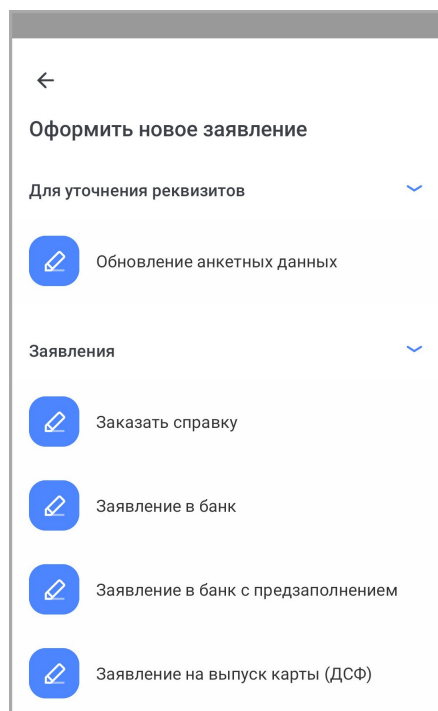 Оформить новое заявление
Для уточнения реквизитов
Обновление анкетных данных
Заявления
Заказать справку
Заявление в банк
Заявление в банк с предзаполнением
Заявление на выпуск карты (ДСФ)